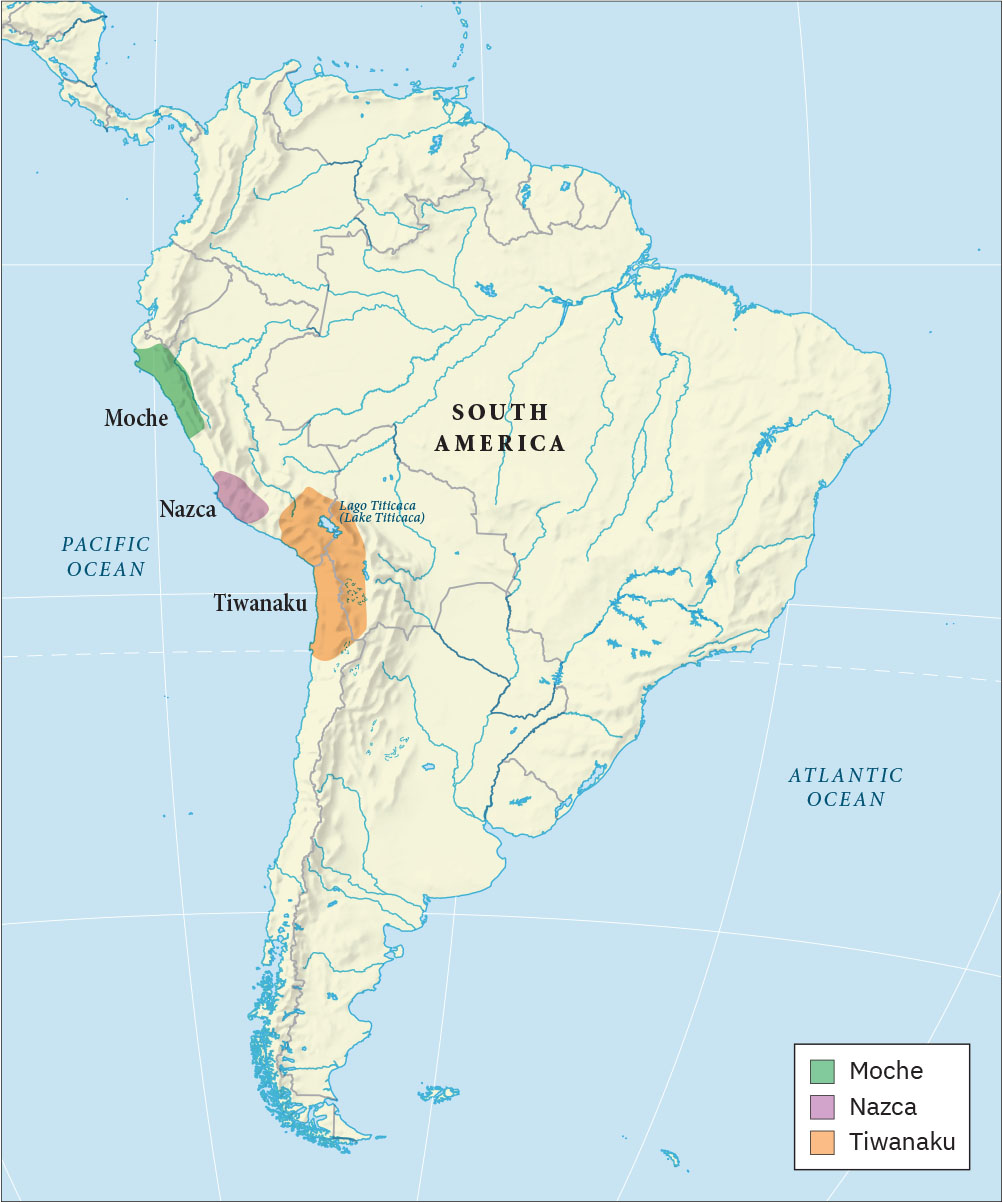 Moche
SOUTH
AMERICA
Nazca
Lago Titicaca
(Lake Titicaca)
PACIFIC
OCEAN
Tiwanaku
ATLANTIC
OCEAN
Moche
Nazca
Tiwanaku